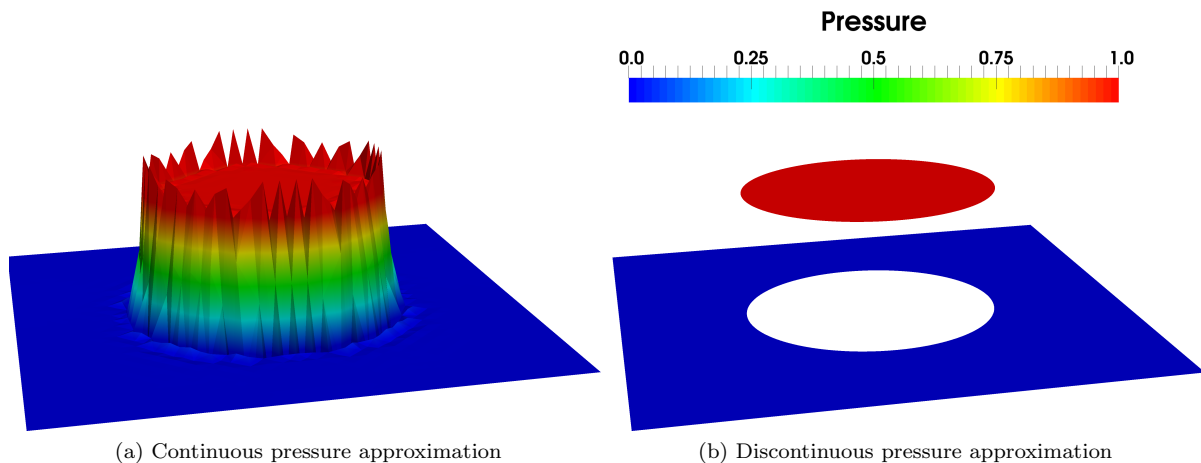 Pressure
0.0 0.25 0.5 0.75 1.0
(a) Continuous pressure approximation
(b) Discontinuous pressure approximation